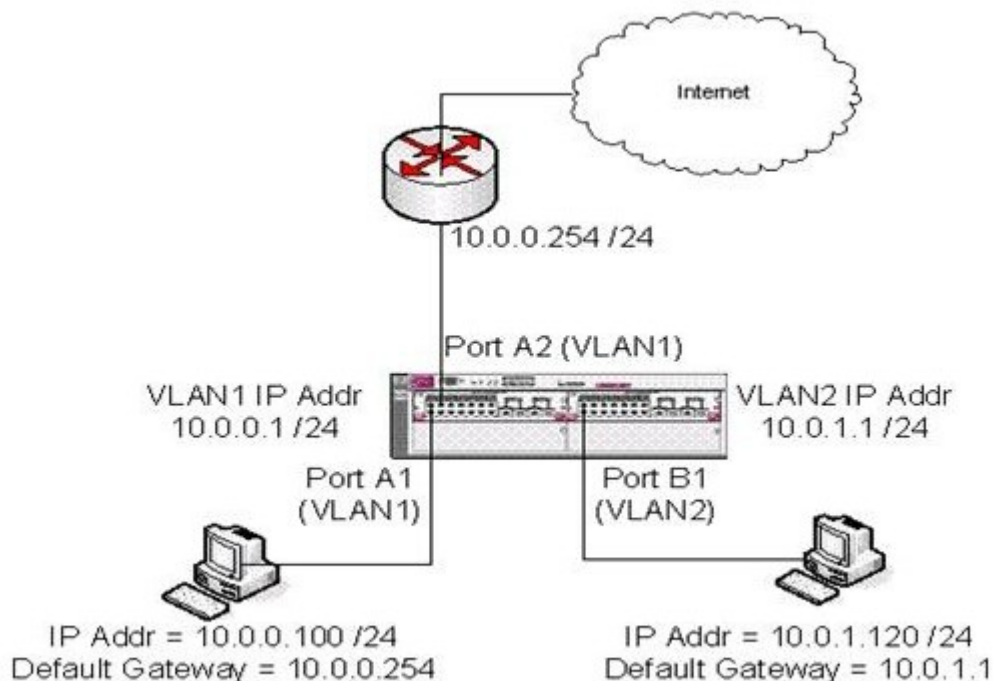 Internet
10.0.0.254 /24
Port A2 (VLAN1)
VLAN1 IP Addr
10.0.0.1 /24
VLAN2 IP Addr
10.0.1.1 /24
Port A1
(VLAN1)
Port B1
(VLAN2)
IP Addr = 10.0.0.100 /24
Default Gateway = 10.0.0.254
IP Addr = 10.0.1.120 /24
Default Gateway = 10.0.1.1